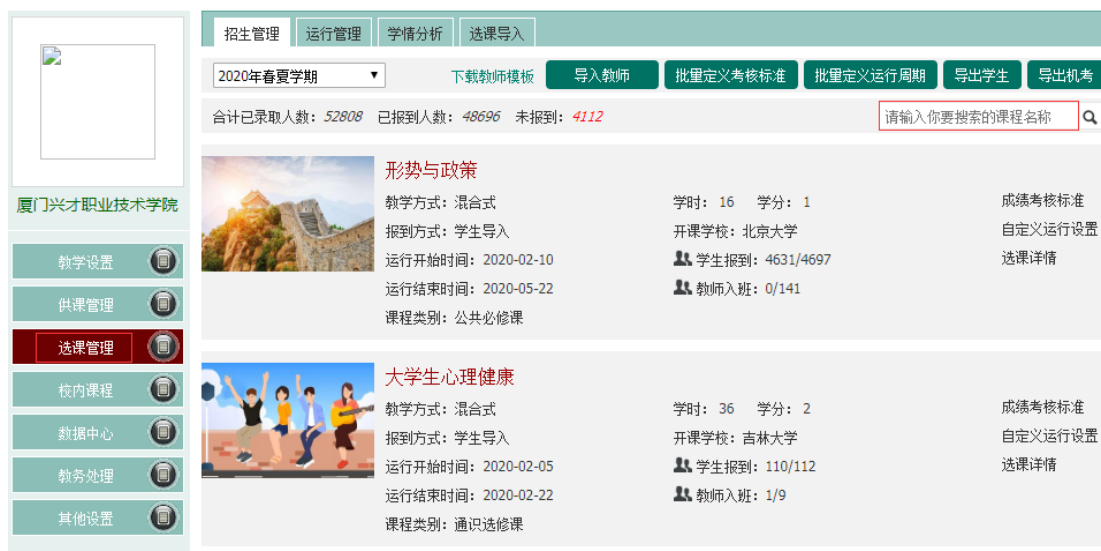 招生管理 运行管理 学情分析 选课导入
2020年春夏学期 下载教师模板 导入教师 批量定义考核标准 批量定义运行周期 导出学生 导出机考
合计已录取人数：52808 已报到人数：48696 未报到：4112 请输入你要搜索的课程名称
厦门兴才职业技术学院
教学设置
供课管理
选课管理
校内课程
数据中心
教务处理
其他设置
形势与政策
教学方式：混合式 学时：16 学分：1 成绩考核标准
报到方式：学生导入 开课学校：北京大学 自定义运行设置
运行开始时间：2020-02-10 学生报到：4631/4697 选课详情
运行结束时间：2020-05-22 教师入班：0/141
课程类别：公共必修课
大学生心理健康
教学方式：混合式 学时：36 学分：2 成绩考核标准
报到方式：学生导入 开课学校：吉林大学 自定义运行设置
运行开始时间：2020-02-05 学生报到：110/112 选课详情
运行结束时间：2020-02-22 教师入班：1/9
课程类别：通识选修课